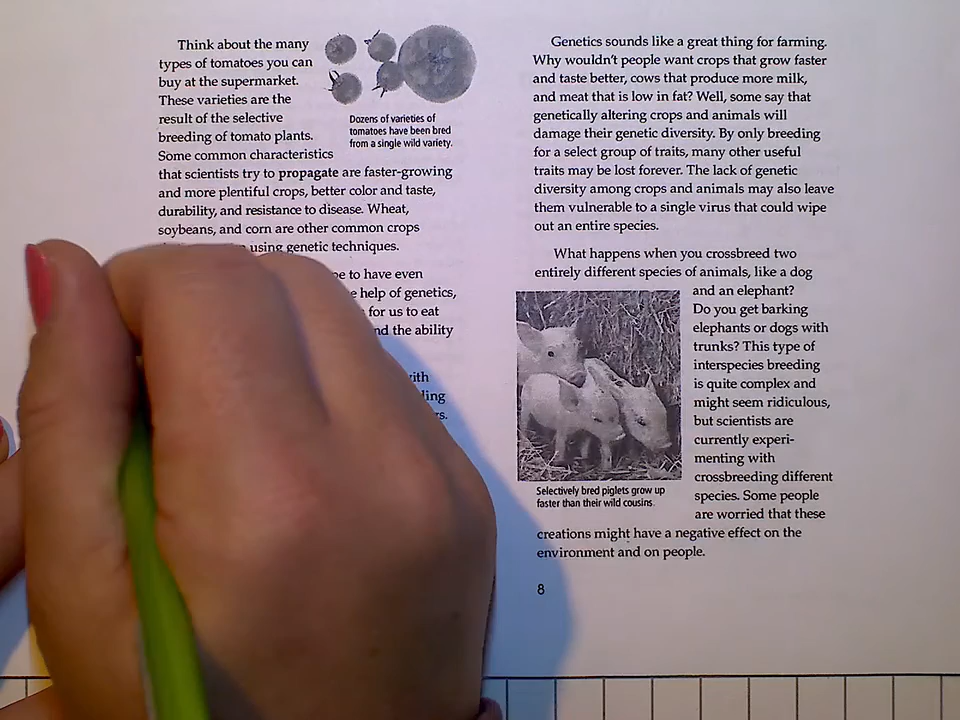 Think about the many
types of tomatoes you can
buy at the supermarket.
These varieties are the
result of the selective
breeding of tomato plants.
Some common characteristics
that scientists try to propagate are faster-growing
and more plentiful crops, better color and taste,
durability, and resistance to disease. Wheat,
soybeans, and corn are other common crops
using genetic techniques.
to have even
help of genetics,
for us to eat
the ability
Dozens of varieties of
tomatoes have been bred
from a single wild variety.
Genetics sounds like a great thing for farming.
Why wouldn't people want crops that grow faster
and taste better, cows that produce more milk,
and meat that is low in fat? Well, some say that
genetically altering crops and animals will
damage their genetic diversity. By only breeding
for a select group of traits, many other useful
traits may be lost forever. The lack of genetic
diversity among crops and animals may also leave
them vulnerable to a single virus that could wipe
out an entire species.
What happens when you crossbreed two
entirely different species of animals, like a dog
and an elephant?
Do you get barking
elephants or dogs with
trunks? This type of
interspecies breeding
is quite complex and
might seem ridiculous,
but scientists are
currently experi-
menting with
crossbreeding different
species. Some people
are worried that these
creations might have a negative effect on the
environment and on people.
Selectively bred piglets grow up
faster than their wild cousins.
8